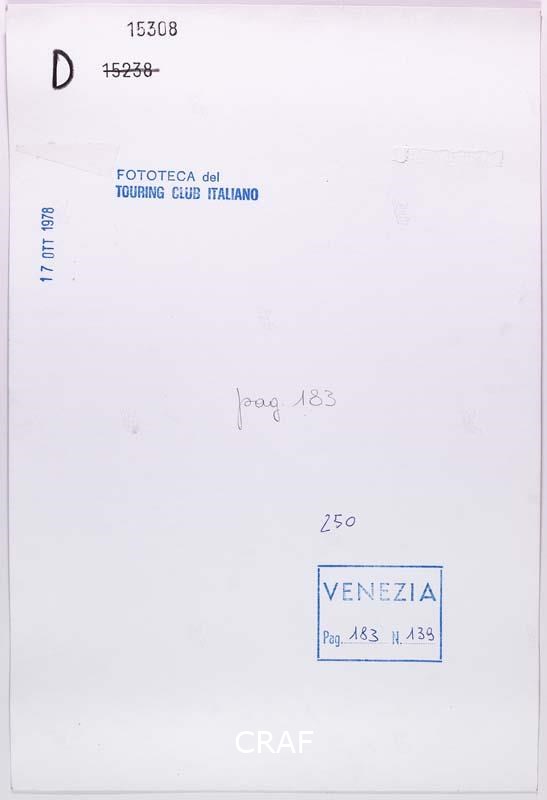 15308
D 15238
FOTOTECA del
TOURING CLUB ITALIANO
17 OTT 1978
pag. 183
250
VENEZIA
Pag. 183 N. 139
CRAF